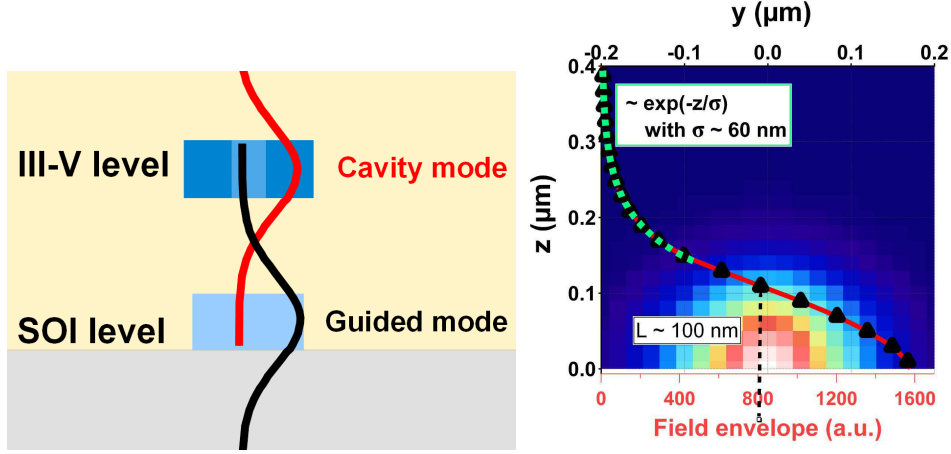 III-V level
Cavity mode
SOI level
Guided mode
y (µm)
-0.2 -0.1 0.0 0.1 0.2
0.4
0.3
0.2
0.1
0.0
z (µm)
~ exp(-z/σ)
with σ ~ 60 nm
L ~ 100 nm
0 400 800 1200 1600
Field envelope (a.u.)